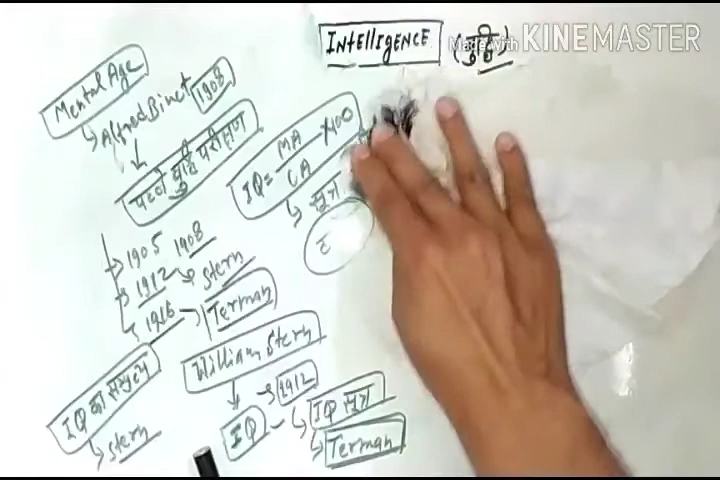 INTELLIGENCE (बुद्धि)
Made with KINEMASTER
Mental Age
Alfred Binet 1908
पहले बुद्धि परीक्षण
1905 1908
1912 Stern
1916 Terman
IQ का सम्प्रत्य
Stern
IQ = MA/CA ×100
सूत्र
William Stern
IQ 1912
IQ सूत्र
Terman